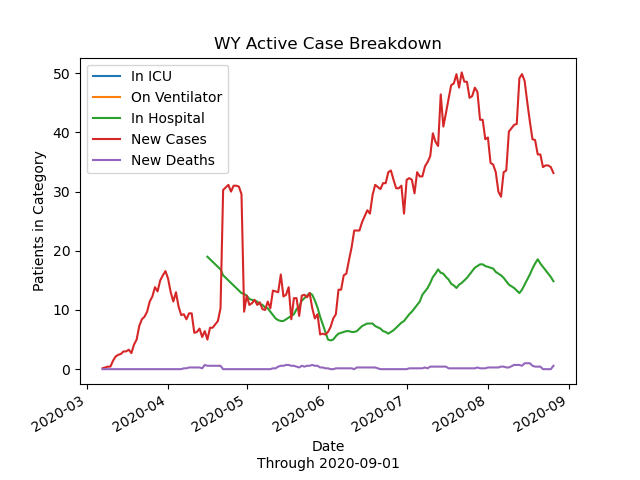 WY Active Case Breakdown
In ICU
On Ventilator
In Hospital
New Cases
New Deaths
Patients in Category
50
40
30
20
10
0
2020-03
2020-04
2020-05
2020-06
2020-07
2020-08
2020-09
Date
Through 2020-09-01